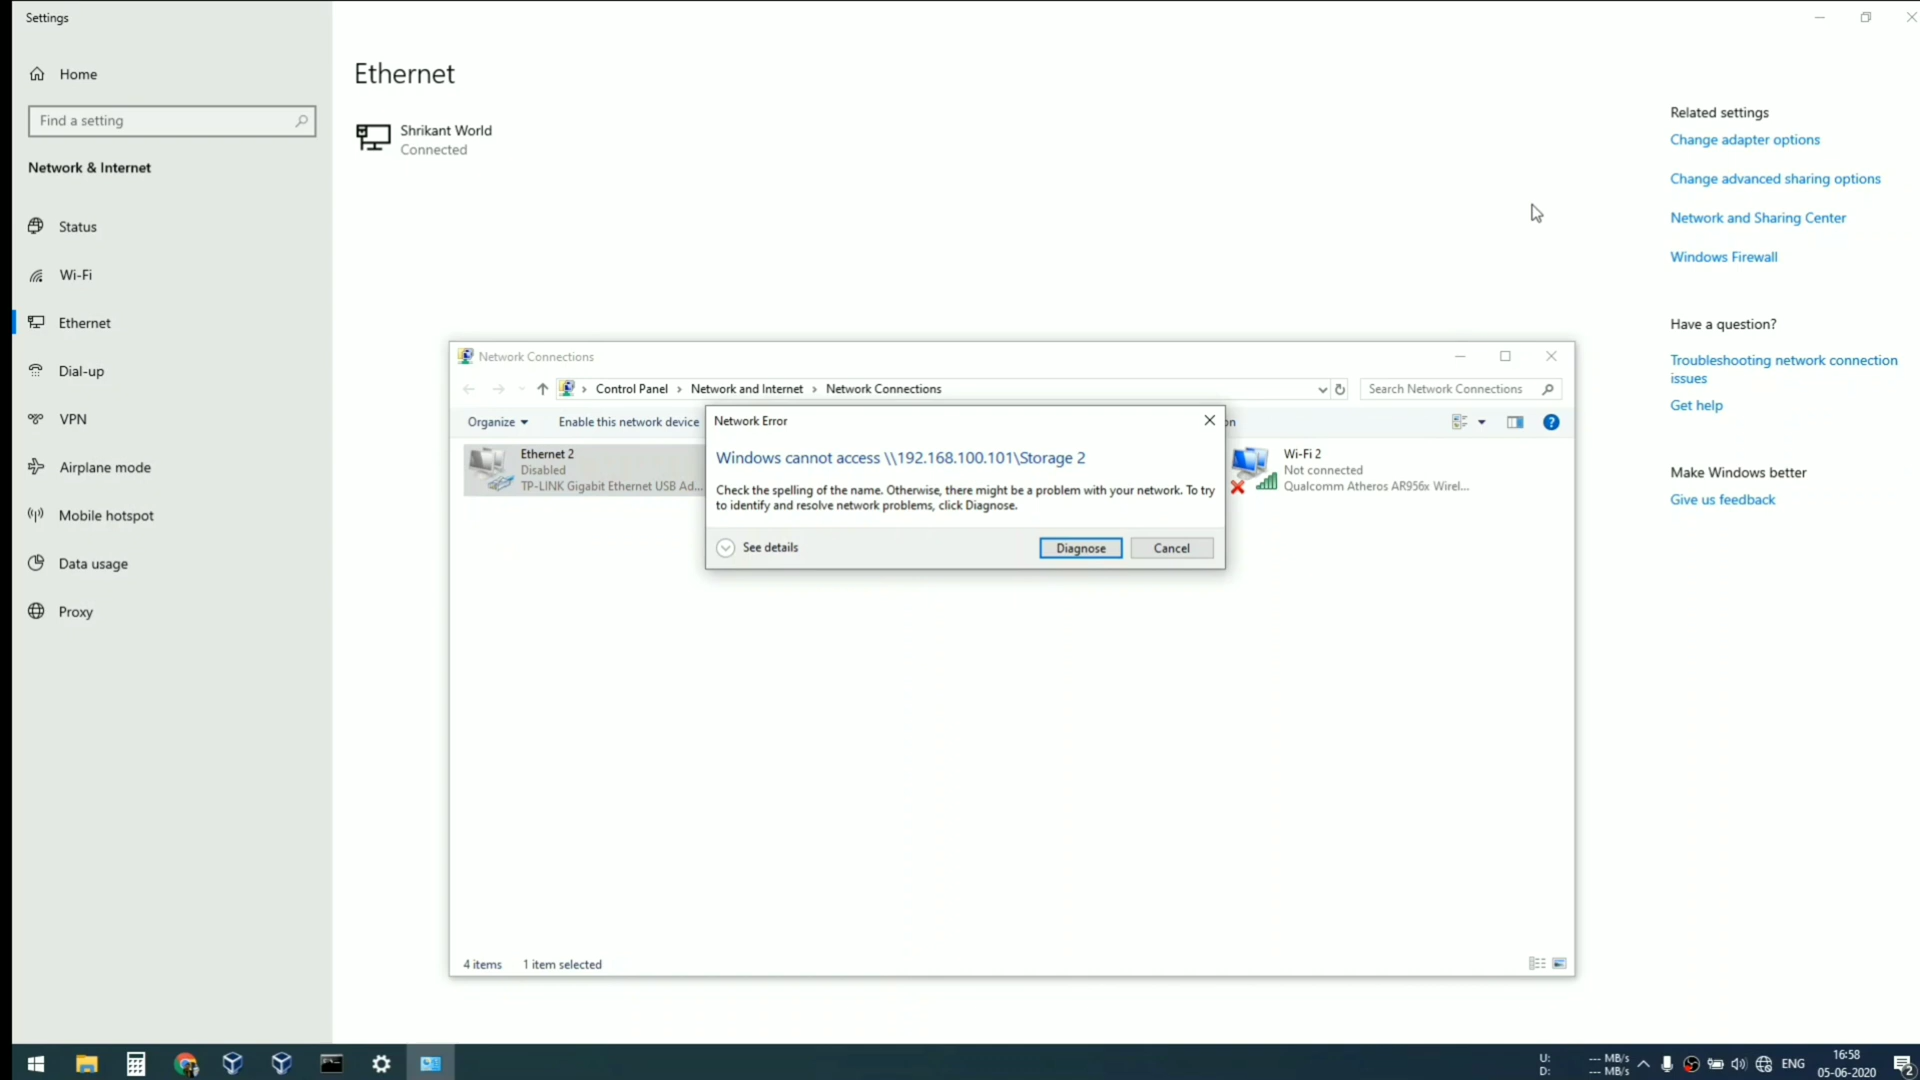 Settings
Home
Find a setting
Network & Internet
Status
Wi-Fi
Ethernet
Dial-up
VPN
Airplane mode
Mobile hotspot
Data usage
Proxy
Ethernet
Shrikant World
Connected
Related settings
Change adapter options
Change advanced sharing options
Network and Sharing Center
Windows Firewall
Have a question?
Troubleshooting network connection
issues
Get help
Make Windows better
Give us feedback
Network Connections
Control Panel > Network and Internet > Network Connections
Search Network Connections
Organize
Enable this network device
on
Ethernet 2
Disabled
TP-LINK Gigabit Ethernet USB Ad...
Wi-Fi 2
Not connected
Qualcomm Atheros AR956x Wirel...
Network Error
Windows cannot access \\192.168.100.101\Storage 2
Check the spelling of the name. Otherwise, there might be a problem with your network. To try
to identify and resolve network problems, click Diagnose.
See details
Diagnose
Cancel
4 items
1 item selected
U: --- MB/s
D: --- MB/s
ENG
16:58
05-06-2020
2